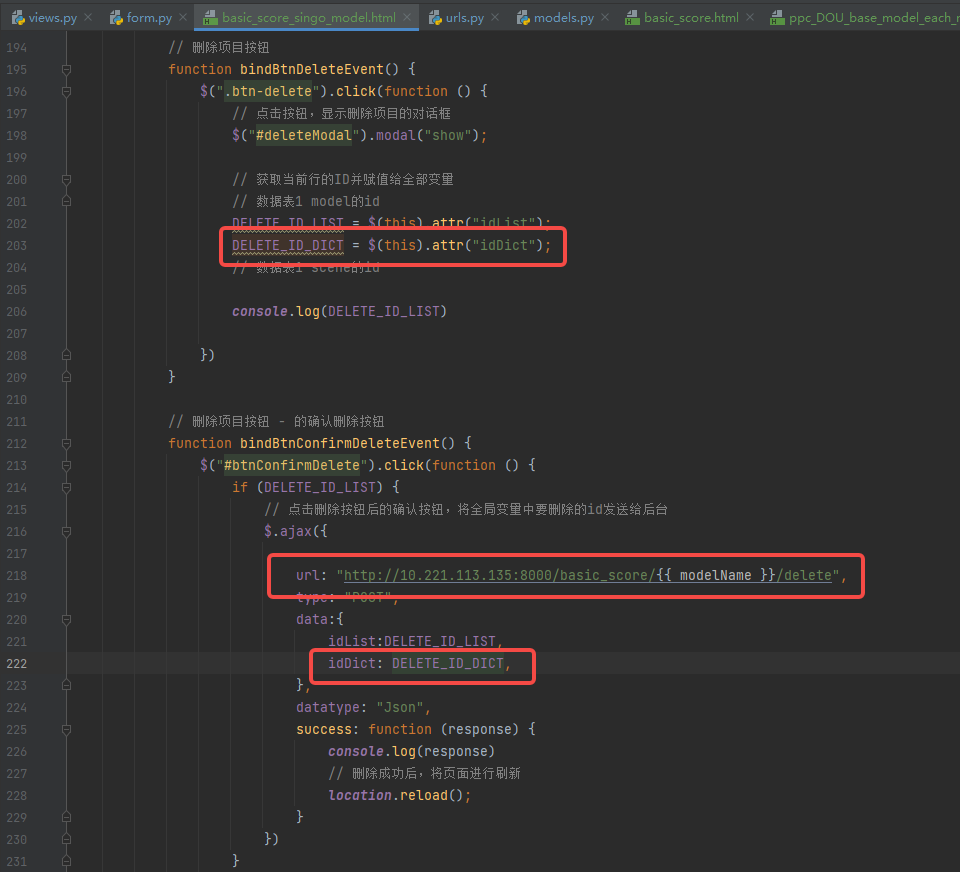 views.py × form.py × basic_score_singo_model.html × urls.py × models.py × basic_score.html × ppc_DOU_base_model_each_
194 // 删除项目按钮
195 function bindBtnDeleteEvent() {
196 $(".btn-delete").click(function () {
197 // 点击按钮，显示删除项目的对话框
198 $("#deleteModal").modal("show");
199
200 // 获取当前行的ID并赋值给全部变量
201 // 数据表1 model的id
202 DELETE_ID_LIST = $(this).attr("idList");
203 DELETE_ID_DICT = $(this).attr("idDict");
204 // 数据表1 scene的id
205
206 console.log(DELETE_ID_LIST)
207
208 })
209 }
210
211 // 删除项目按钮 - 的确认删除按钮
212 function bindBtnConfirmDeleteEvent() {
213 $("#btnConfirmDelete").click(function () {
214 if (DELETE_ID_LIST) {
215 // 点击删除按钮后的确认按钮，将全局变量中要删除的id发送给后台
216 $.ajax({
217
218 url: "http://10.221.113.135:8000/basic_score/{{ modelName }}/delete",
219 type: "POST",
220 data:{
221 idList:DELETE_ID_LIST,
222 idDict: DELETE_ID_DICT,
223 },
224 datatype: "Json",
225 success: function (response) {
226 console.log(response)
227 // 删除成功后，将页面进行刷新
228 location.reload();
229 }
230 })
231 }